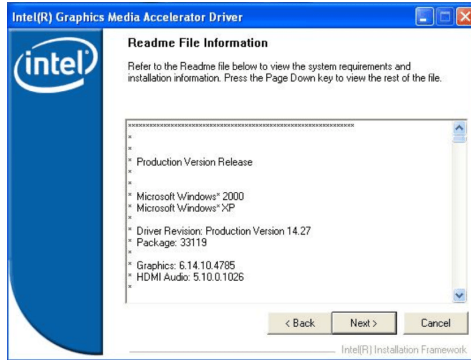 Intel(R) Graphics Media Accelerator Driver
intel
Readme File Information
Refer to the Readme file below to view the system requirements and
installation information. Press the Page Down key to view the rest of the file.
*******************************************************************
*
*
* Production Version Release
*
*
* Microsoft Windows* 2000
* Microsoft Windows* XP
*
* Driver Revision: Production Version 14.27
* Package: 33119
*
* Graphics: 6.14.10.4785
* HDMI Audio: 5.10.0.1026
*
< Back
Next >
Cancel
Intel(R) Installation Framework